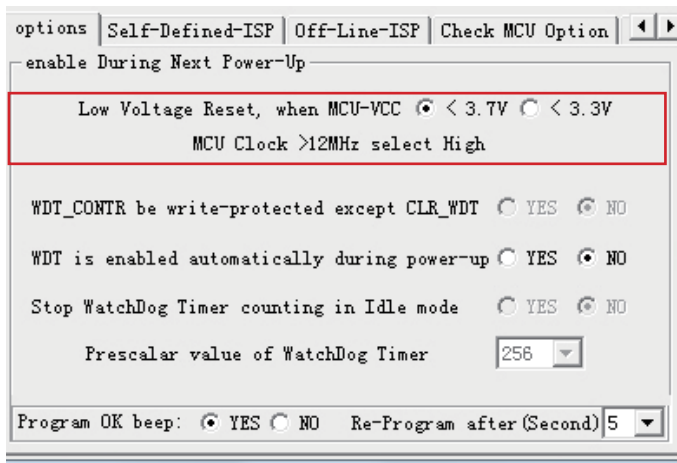 options Self-Defined-ISP Off-Line-ISP Check MCU Option
enable During Next Power-Up
Low Voltage Reset, when MCU-VCC < 3.7V < 3.3V
MCU Clock >12MHz select High
WDT_CONTR be write-protected except CLR_WDT YES NO
WDT is enabled automatically during power-up YES NO
Stop WatchDog Timer counting in Idle mode YES NO
Prescalar value of WatchDog Timer 256
Program OK beep: YES NO Re-Program after(Second) 5